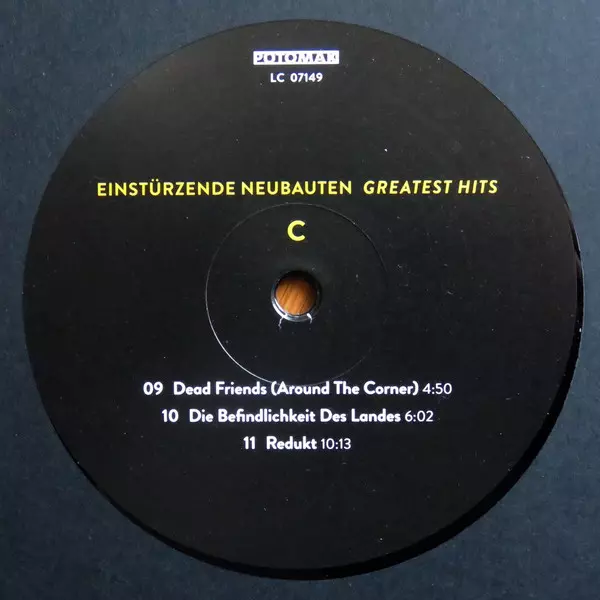 POTOMAK
LC 07149
EINSTÜRZENDE NEUBAUTEN GREATEST HITS
C
09 Dead Friends (Around The Corner) 4:50
10 Die Befindlichkeit Des Landes 6:02
11 Redukt 10:13